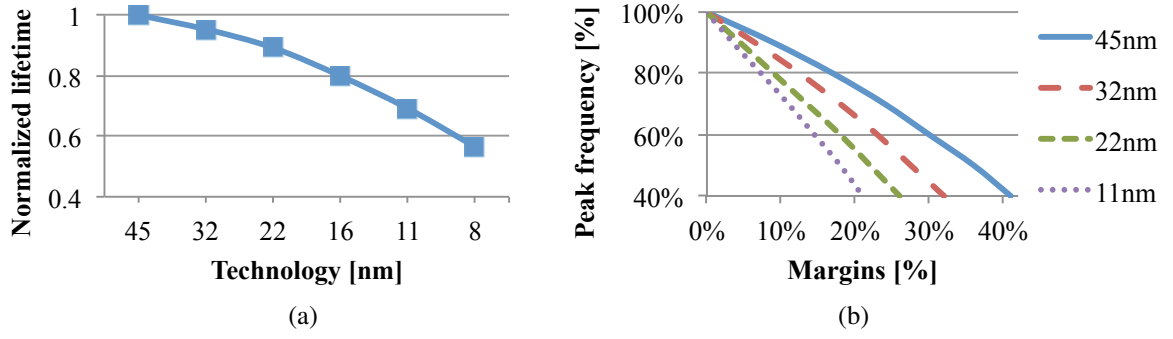 Normalized lifetime
1
0.8
0.6
0.4
45 32 22 16 11 8
Technology [nm]
(a)
Peak frequency [%]
100%
80%
60%
40%
0% 10% 20% 30% 40%
Margins [%]
45nm
32nm
22nm
11nm
(b)